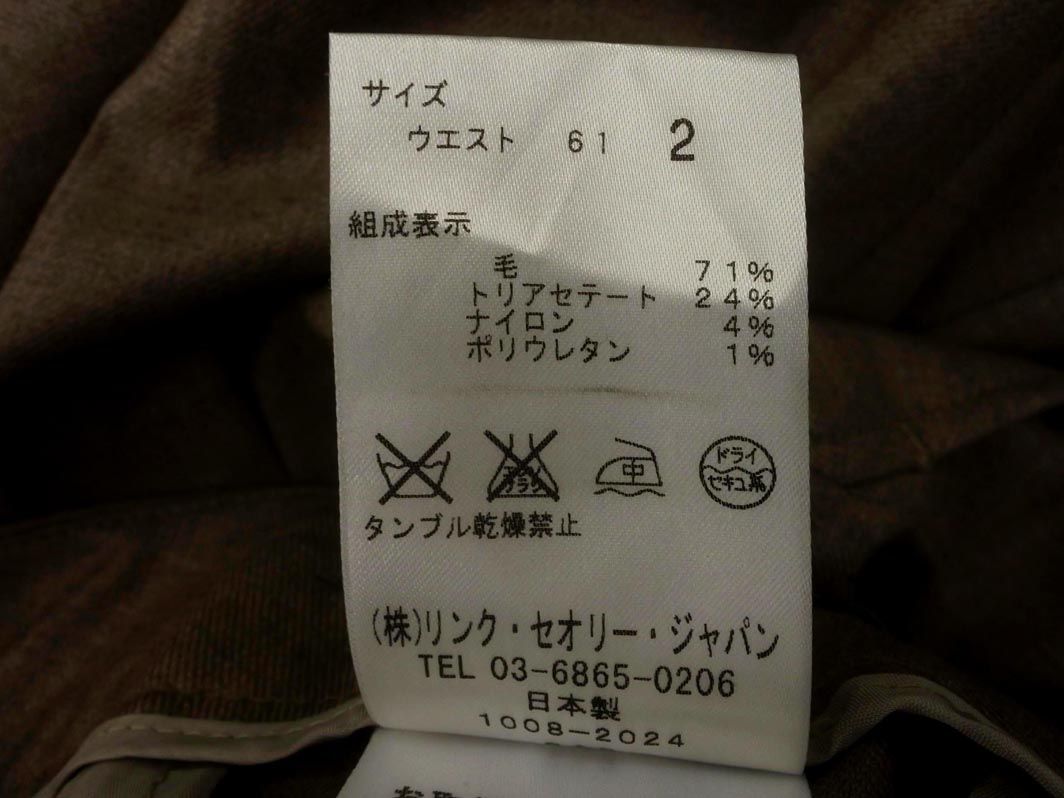 サイズ
ウエスト 61 2
組成表示
毛 71%
トリアセテート 24%
ナイロン 4%
ポリウレタン 1%
中
ドライ
セキユ系
タンブル乾燥禁止
(株)リンク・セオリー・ジャパン
TEL 03-6865-0206
日本製
1008-2024